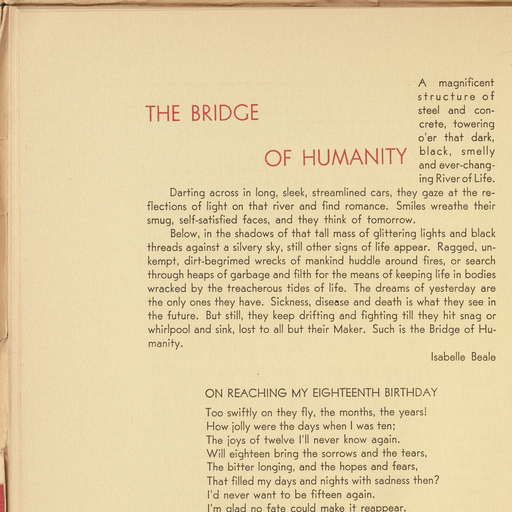 THE BRIDGE
OF HUMANITY
A magnificent
structure of
steel and con-
crete, towering
o'er that dark,
black, smelly
and ever-chang-
ing River of Life.
Darting across in long, sleek, streamlined cars, they gaze at the re-
flections of light on that river and find romance. Smiles wreathe their
smug, self-satisfied faces, and they think of tomorrow.
Below, in the shadows of that tall mass of glittering lights and black
threads against a silvery sky, still other signs of life appear. Ragged, un-
kempt, dirt-begrimed wrecks of mankind huddle around fires, or search
through heaps of garbage and filth for the means of keeping life in bodies
wracked by the treacherous tides of life. The dreams of yesterday are
the only ones they have. Sickness, disease and death is what they see in
the future. But still, they keep drifting and fighting till they hit snag or
whirlpool and sink, lost to all but their Maker. Such is the Bridge of Hu-
manity.
Isabelle Beale
ON REACHING MY EIGHTEENTH BIRTHDAY
Too swiftly on they fly, the months, the years!
How jolly were the days when I was ten;
The joys of twelve I'll never know again.
Will eighteen bring the sorrows and the tears,
The bitter longing, and the hopes and fears,
That filled my days and nights with sadness then?
I'd never want to be fifteen again.
I'm glad no fate could make it reappear.